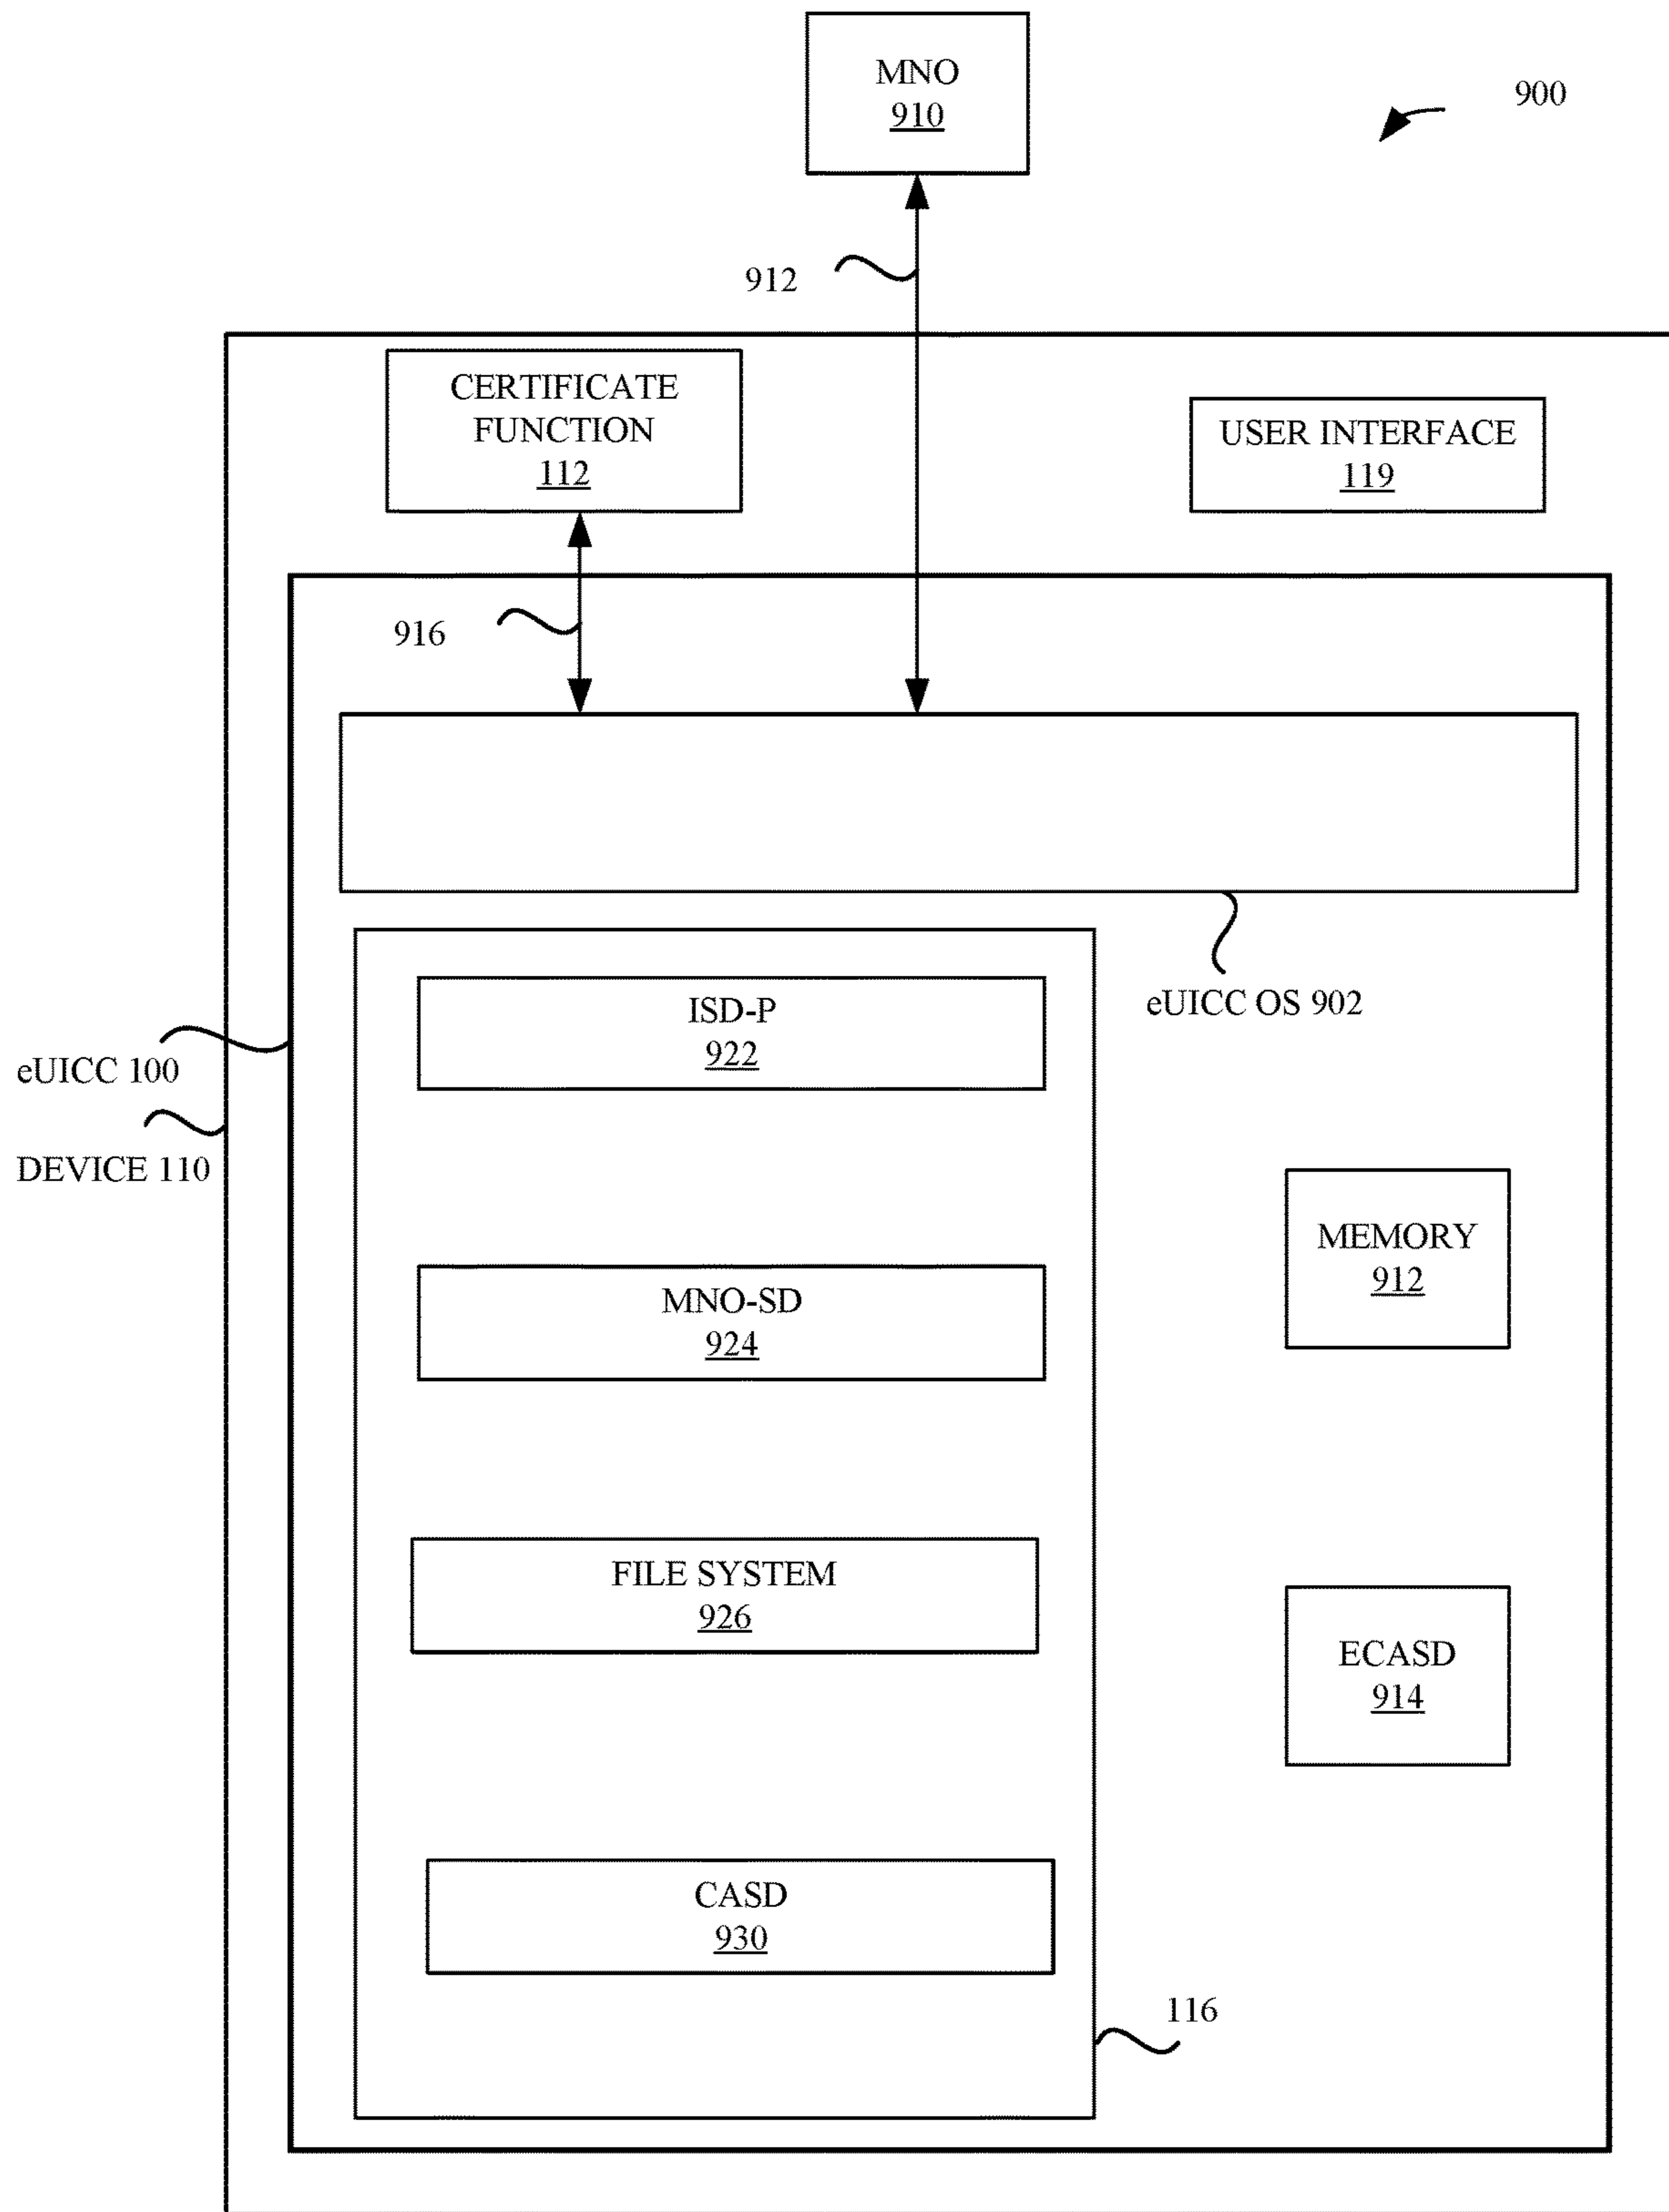 MNO
910
900
912
CERTIFICATE
FUNCTION
112
USER INTERFACE
119
916
eUICC OS 902
ISD-P
922
eUICC 100
DEVICE 110
MNO-SD
924
MEMORY
912
FILE SYSTEM
926
ECASD
914
CASD
930
116